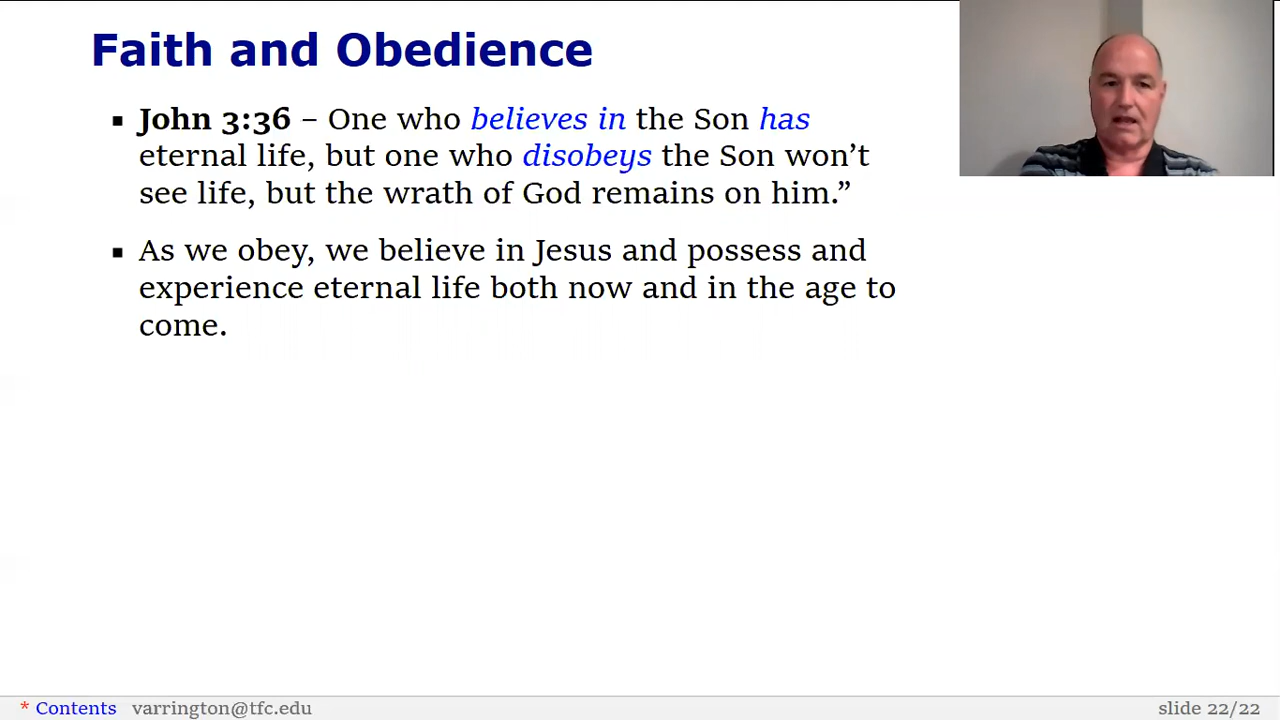 Faith and Obedience
▪ John 3:36 – One who believes in the Son has
eternal life, but one who disobeys the Son won’t
see life, but the wrath of God remains on him.”
▪ As we obey, we believe in Jesus and possess and
experience eternal life both now and in the age to
come.
* Contents varrington@tfc.edu slide 22/22